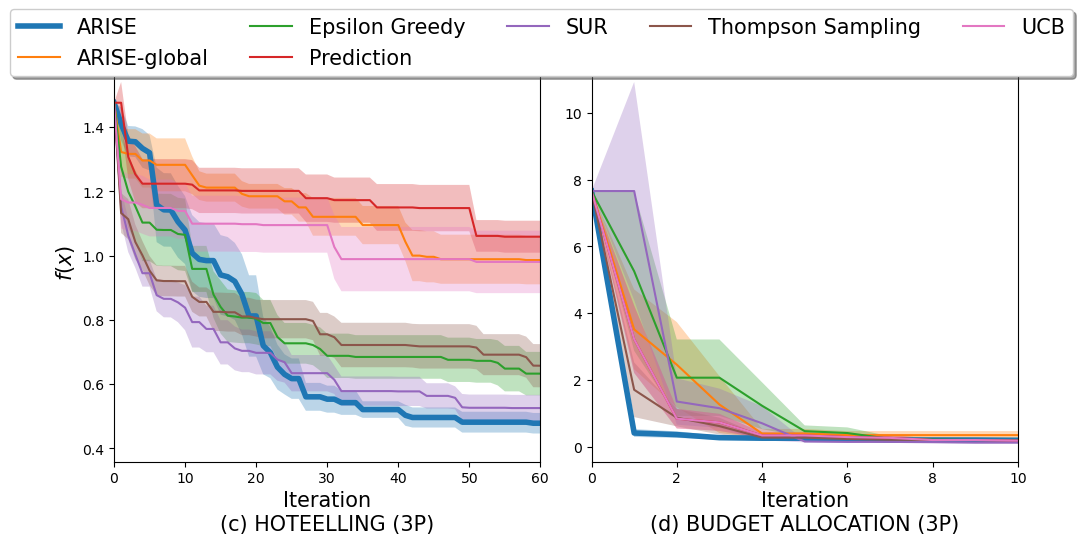 ARISE
ARISE-global
Epsilon Greedy
Prediction
SUR
Thompson Sampling
UCB
f(x)
1.4
1.2
1.0
0.8
0.6
0.4
0 10 20 30 40 50 60
Iteration
(c) HOTEELLING (3P)
10
8
6
4
2
0
0 2 4 6 8 10
Iteration
(d) BUDGET ALLOCATION (3P)